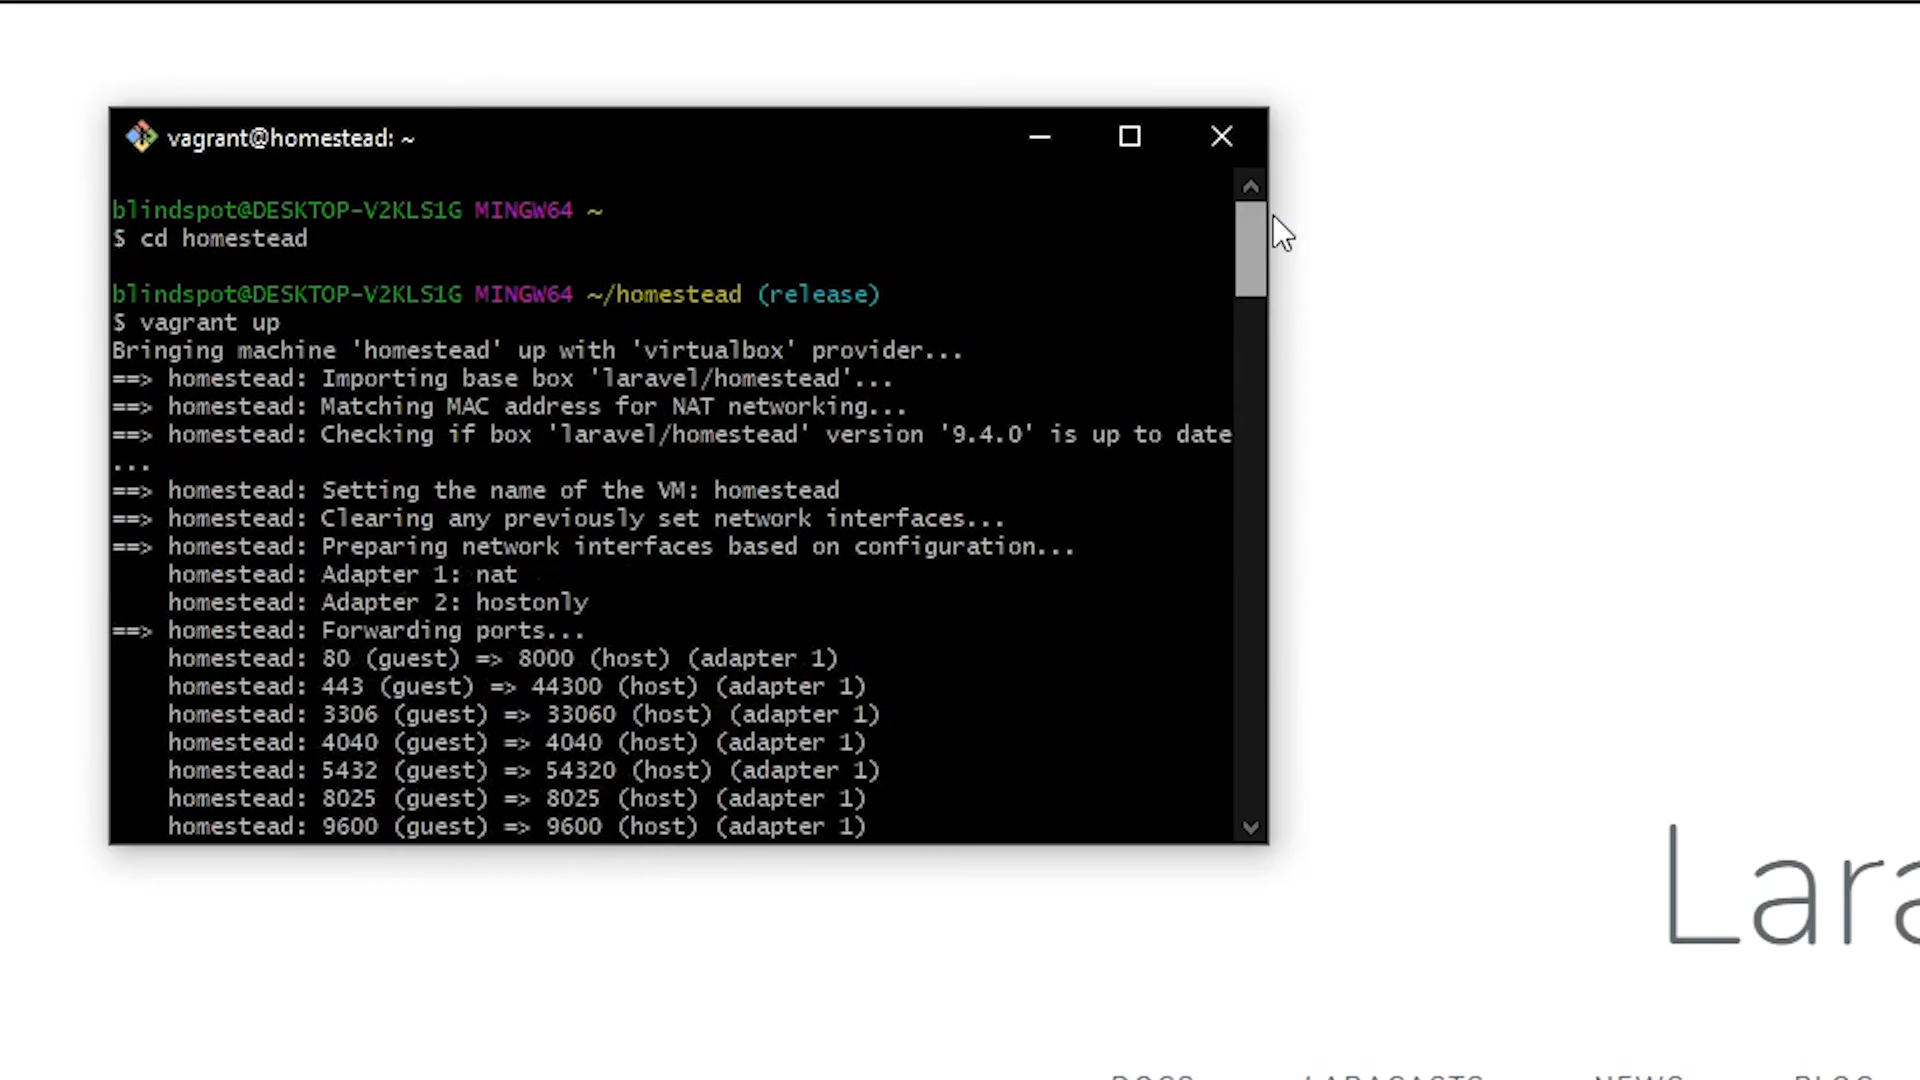 vagrant@homestead: ~
blindspot@DESKTOP-V2KLS1G MINGW64 ~
$ cd homestead
blindspot@DESKTOP-V2KLS1G MINGW64 ~/homestead (release)
$ vagrant up
Bringing machine 'homestead' up with 'virtualbox' provider...
==> homestead: Importing base box 'laravel/homestead'...
==> homestead: Matching MAC address for NAT networking...
==> homestead: Checking if box 'laravel/homestead' version '9.4.0' is up to date
...
==> homestead: Setting the name of the VM: homestead
==> homestead: Clearing any previously set network interfaces...
==> homestead: Preparing network interfaces based on configuration...
homestead: Adapter 1: nat
homestead: Adapter 2: hostonly
==> homestead: Forwarding ports...
homestead: 80 (guest) => 8000 (host) (adapter 1)
homestead: 443 (guest) => 44300 (host) (adapter 1)
homestead: 3306 (guest) => 33060 (host) (adapter 1)
homestead: 4040 (guest) => 4040 (host) (adapter 1)
homestead: 5432 (guest) => 54320 (host) (adapter 1)
homestead: 8025 (guest) => 8025 (host) (adapter 1)
homestead: 9600 (guest) => 9600 (host) (adapter 1)
Lara
DOCS LARACASTS NEWS BLOG